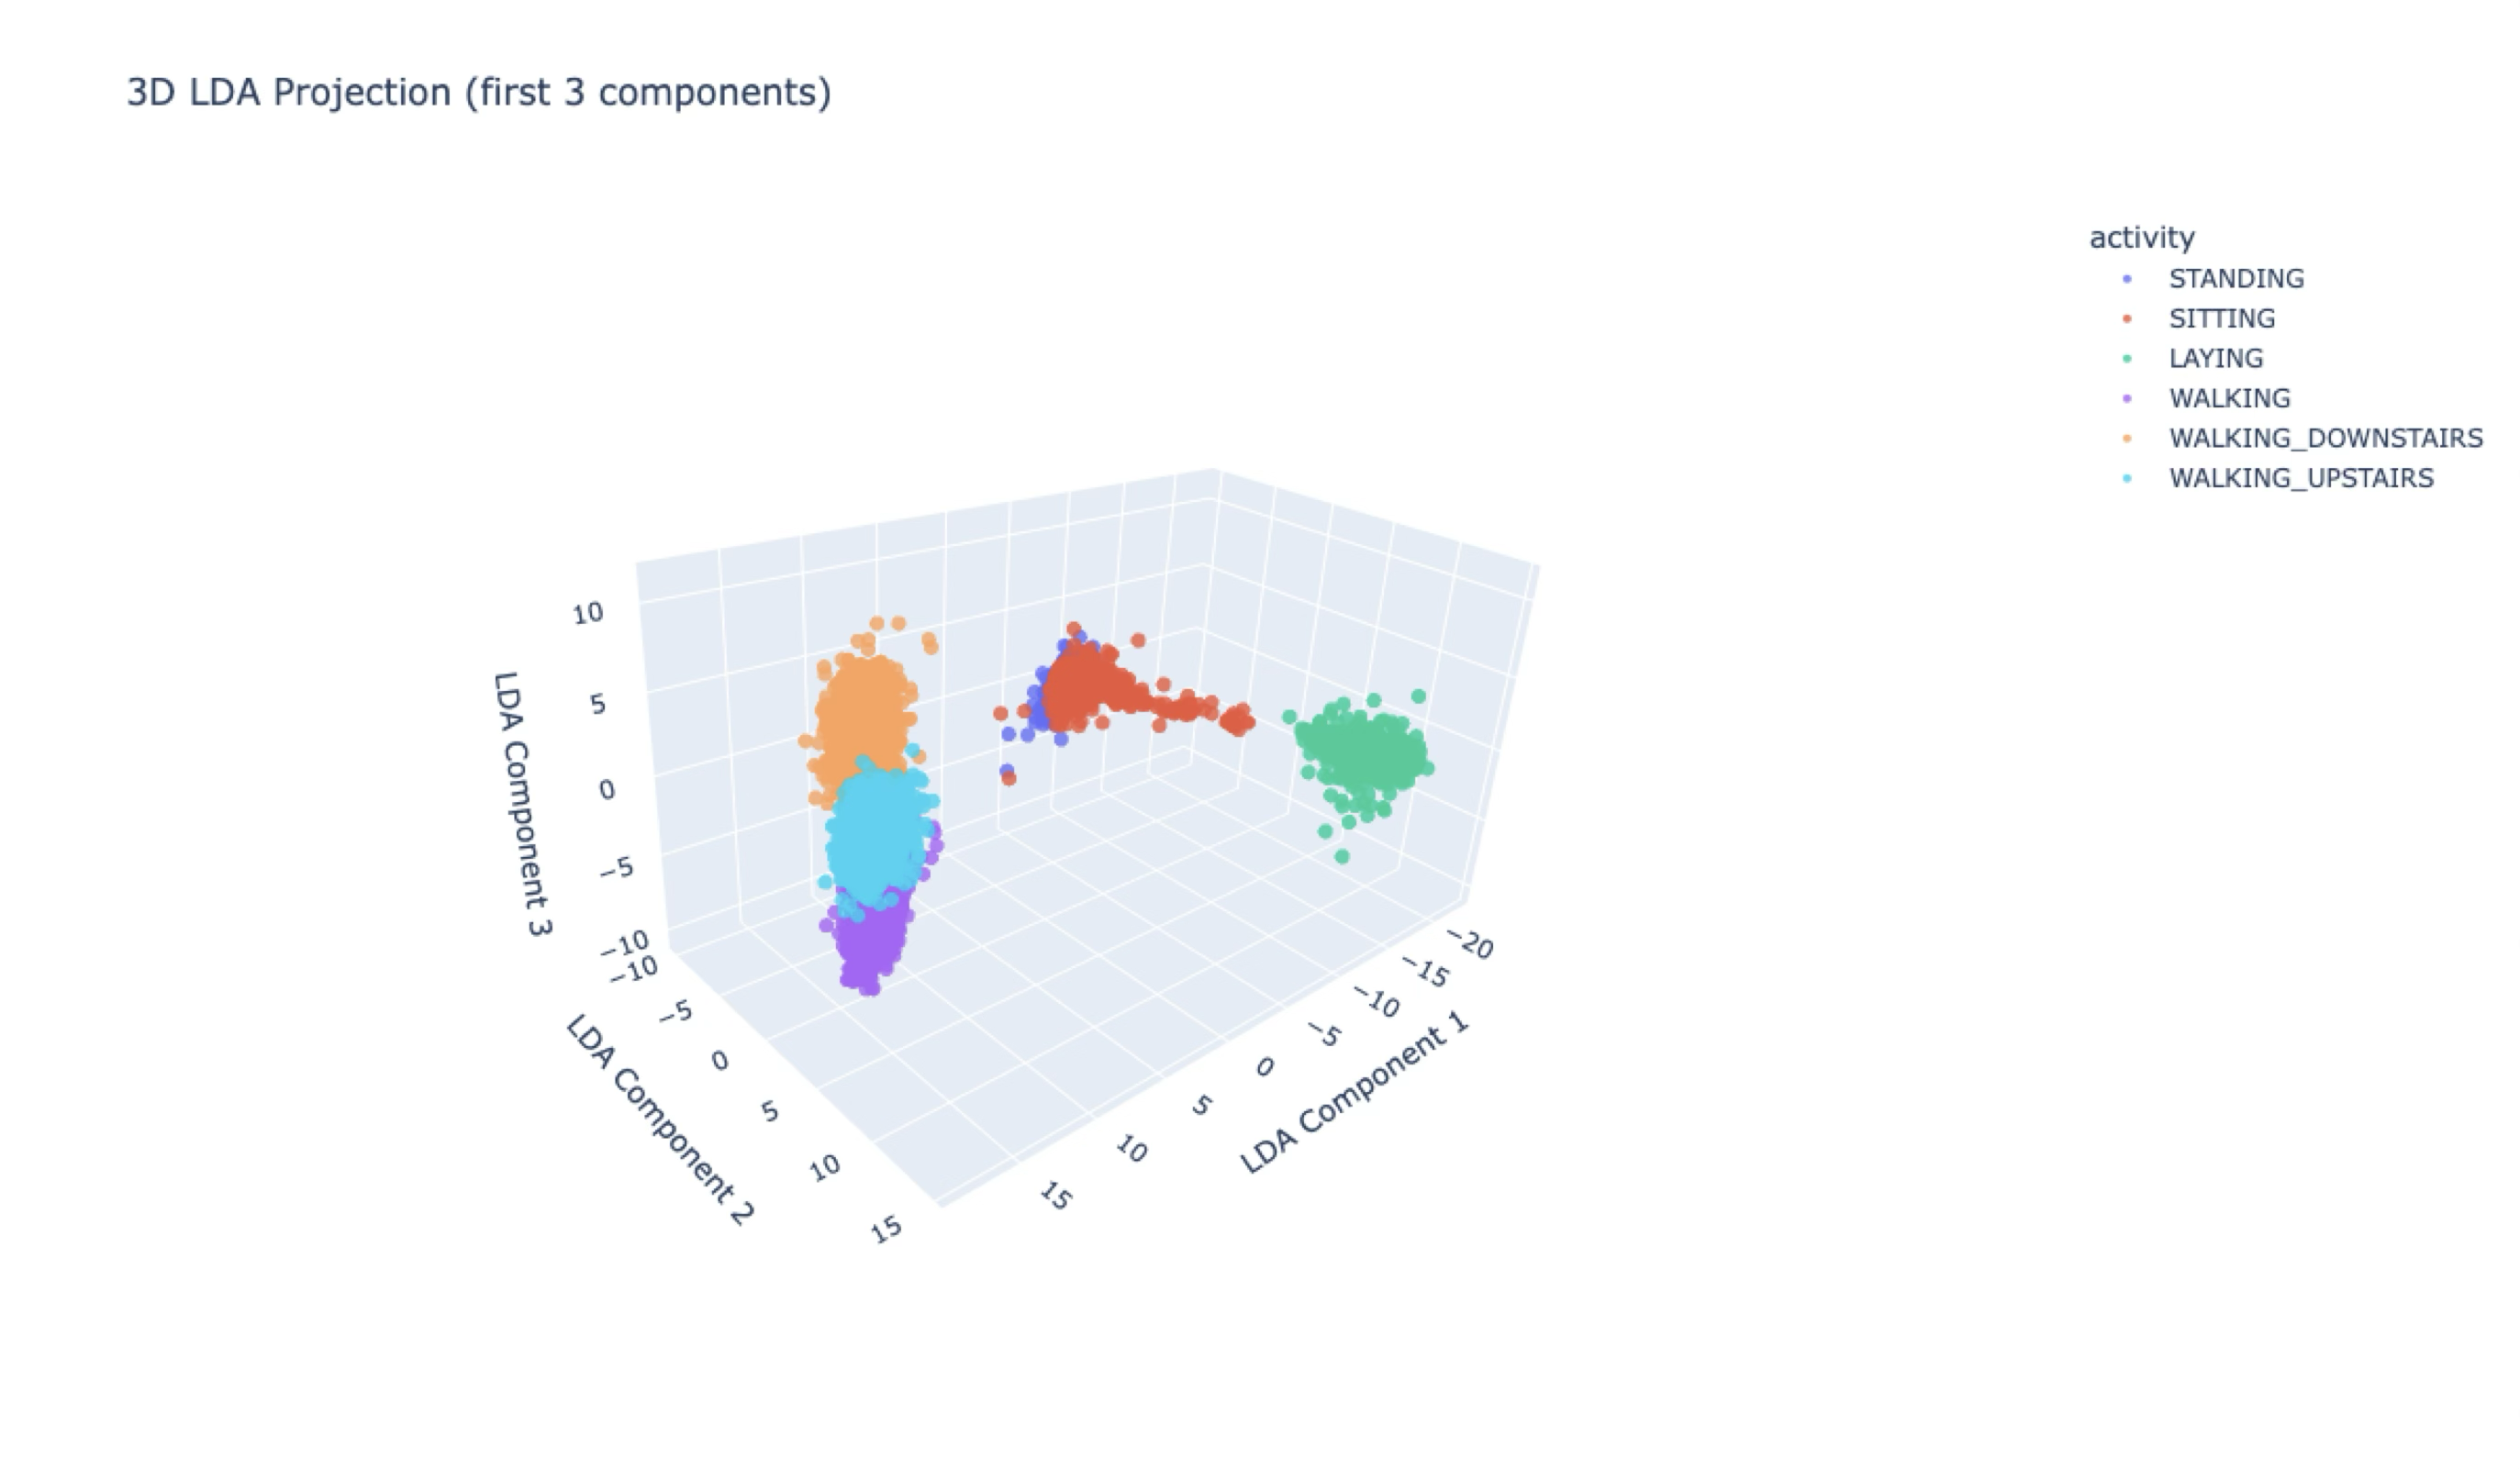 3D LDA Projection (first 3 components)
activity
STANDING
SITTING
LAYING
WALKING
WALKING_DOWNSTAIRS
WALKING_UPSTAIRS
LDA Component 3
10
5
0
−5
−10
LDA Component 2
−10
−5
0
5
10
15
LDA Component 1
−20
−15
−10
−5
0
5
10
15